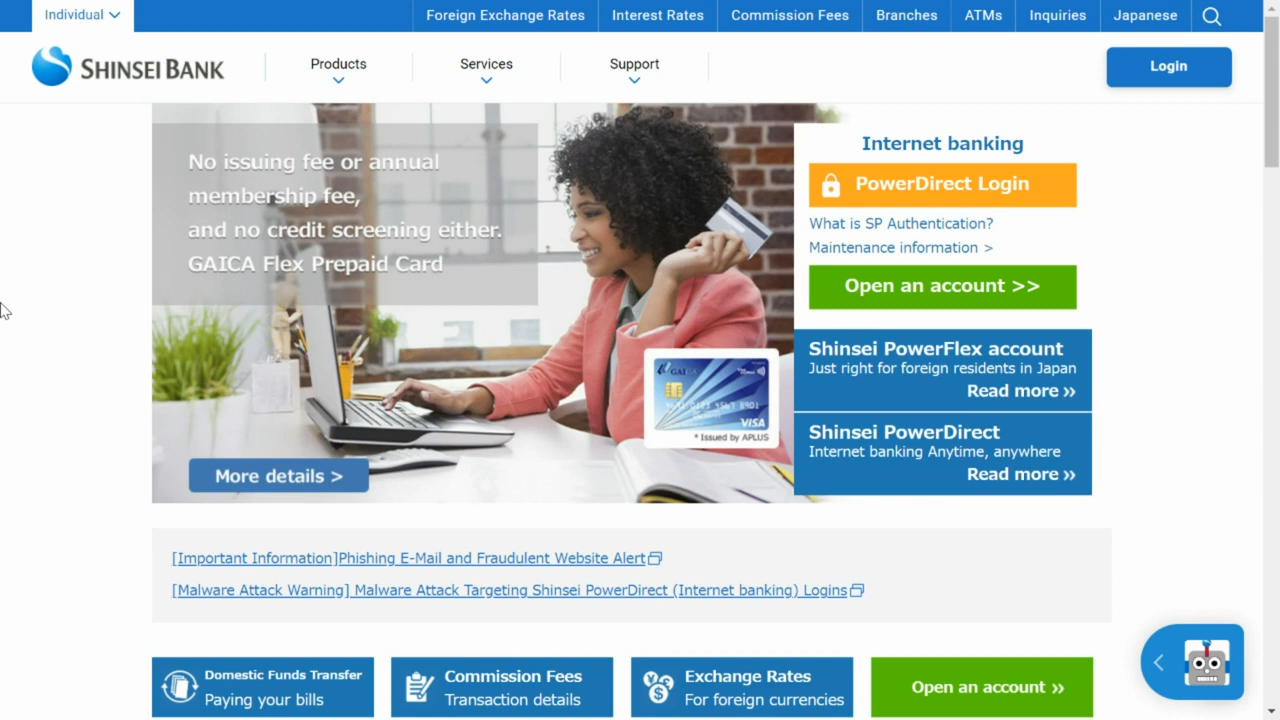 Individual
Foreign Exchange Rates
Interest Rates
Commission Fees
Branches
ATMs
Inquiries
Japanese
SHINSEI BANK
Products
Services
Support
Login
No issuing fee or annual
membership fee,
and no credit screening either.
GAICA Flex Prepaid Card
VISA
* Issued by APLUS
More details >
Internet banking
PowerDirect Login
What is SP Authentication?
Maintenance information >
Open an account >>
Shinsei PowerFlex account
Just right for foreign residents in Japan
Read more »
Shinsei PowerDirect
Internet banking Anytime, anywhere
Read more »
[Important Information]Phishing E-Mail and Fraudulent Website Alert
[Malware Attack Warning] Malware Attack Targeting Shinsei PowerDirect (Internet banking) Logins
Domestic Funds Transfer
Paying your bills
Commission Fees
Transaction details
Exchange Rates
For foreign currencies
Open an account »